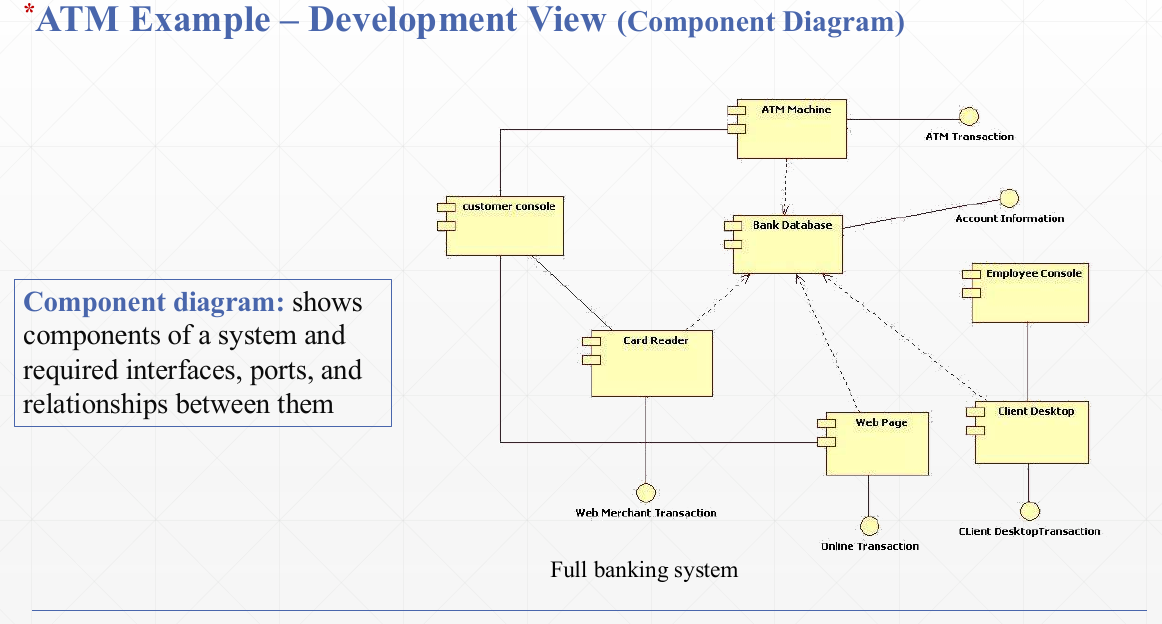 *ATM Example – Development View (Component Diagram)
ATM Machine
ATM Transaction
customer console
Bank Database
Account Information
Employee Console
Component diagram: shows
components of a system and
required interfaces, ports, and
relationships between them
Card Reader
Web Page
Client Desktop
Web Merchant Transaction
Online Transaction
CLient DesktopTransaction
Full banking system